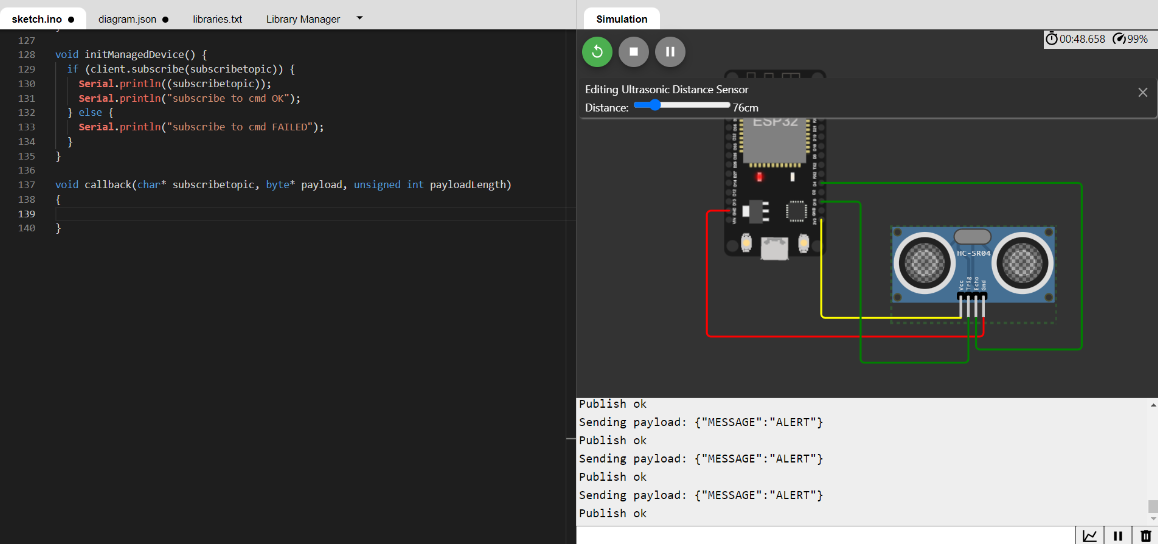 sketch.ino ● diagram.json ● libraries.txt Library Manager
Simulation
127
128 void initManagedDevice() {
129 if (client.subscribe(subscribetopic)) {
130 Serial.println((subscribetopic));
131 Serial.println("subscribe to cmd OK");
132 } else {
133 Serial.println("subscribe to cmd FAILED");
134 }
135 }
136
137 void callback(char* subscribetopic, byte* payload, unsigned int payloadLength)
138 {
139
140 }
00:48.658 99%
Editing Ultrasonic Distance Sensor
Distance: 76cm
ESP32
HC-SR04
Vcc
Trig
Echo
Gnd
Publish ok
Sending payload: {"MESSAGE":"ALERT"}
Publish ok
Sending payload: {"MESSAGE":"ALERT"}
Publish ok
Sending payload: {"MESSAGE":"ALERT"}
Publish ok